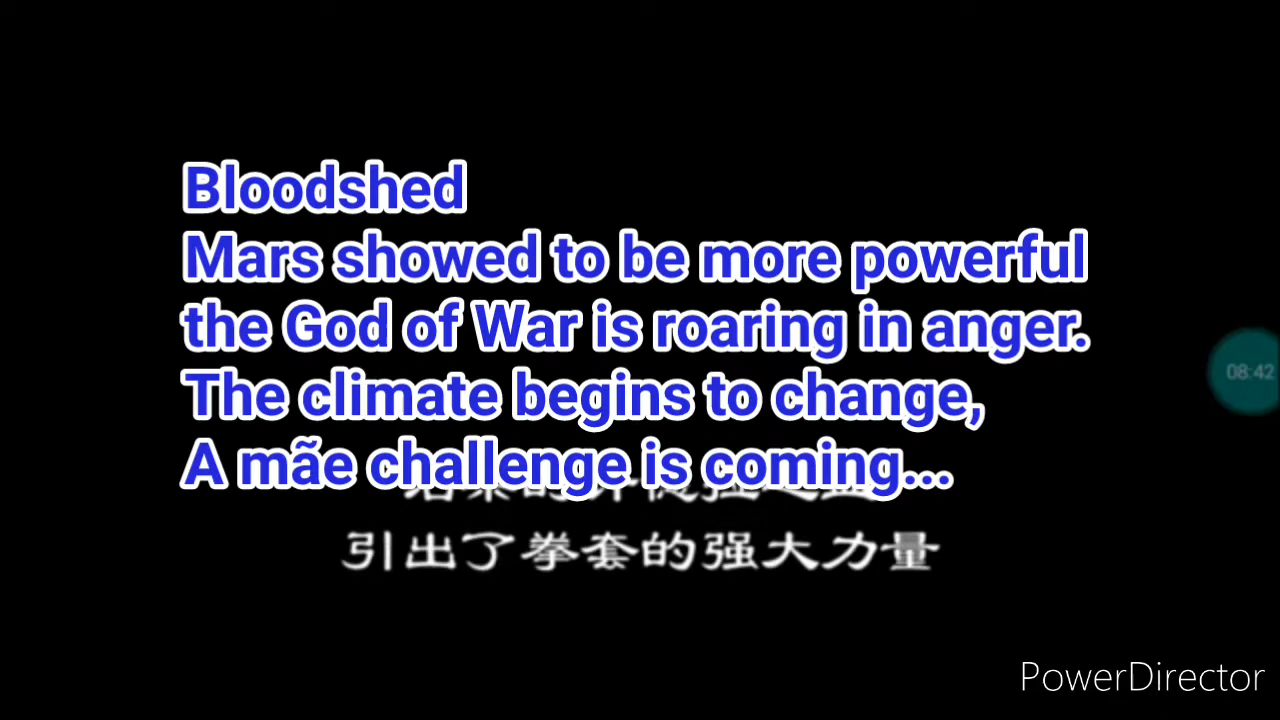 Bloodshed
Mars showed to be more powerful
the God of War is roaring in anger.
The climate begins to change,
A mãe challenge is coming...
引出了拳套的强大力量
08:42
PowerDirector